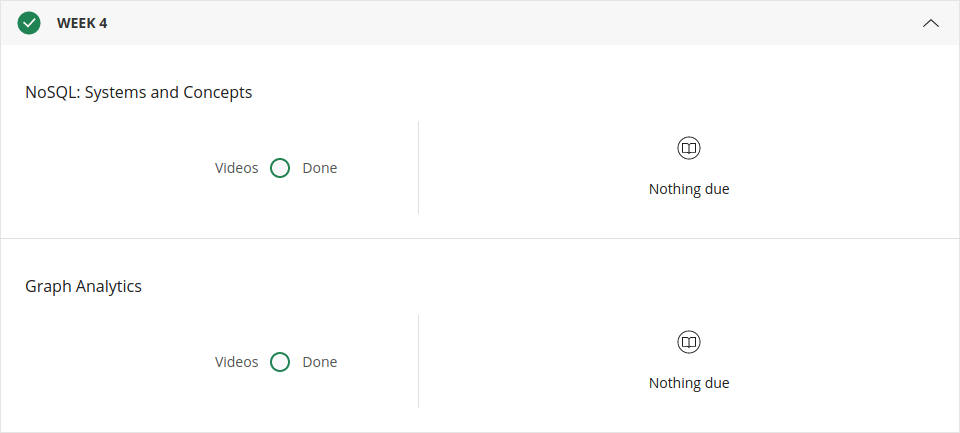 WEEK 4
NoSQL: Systems and Concepts
Videos Done
Nothing due
Graph Analytics
Videos Done
Nothing due